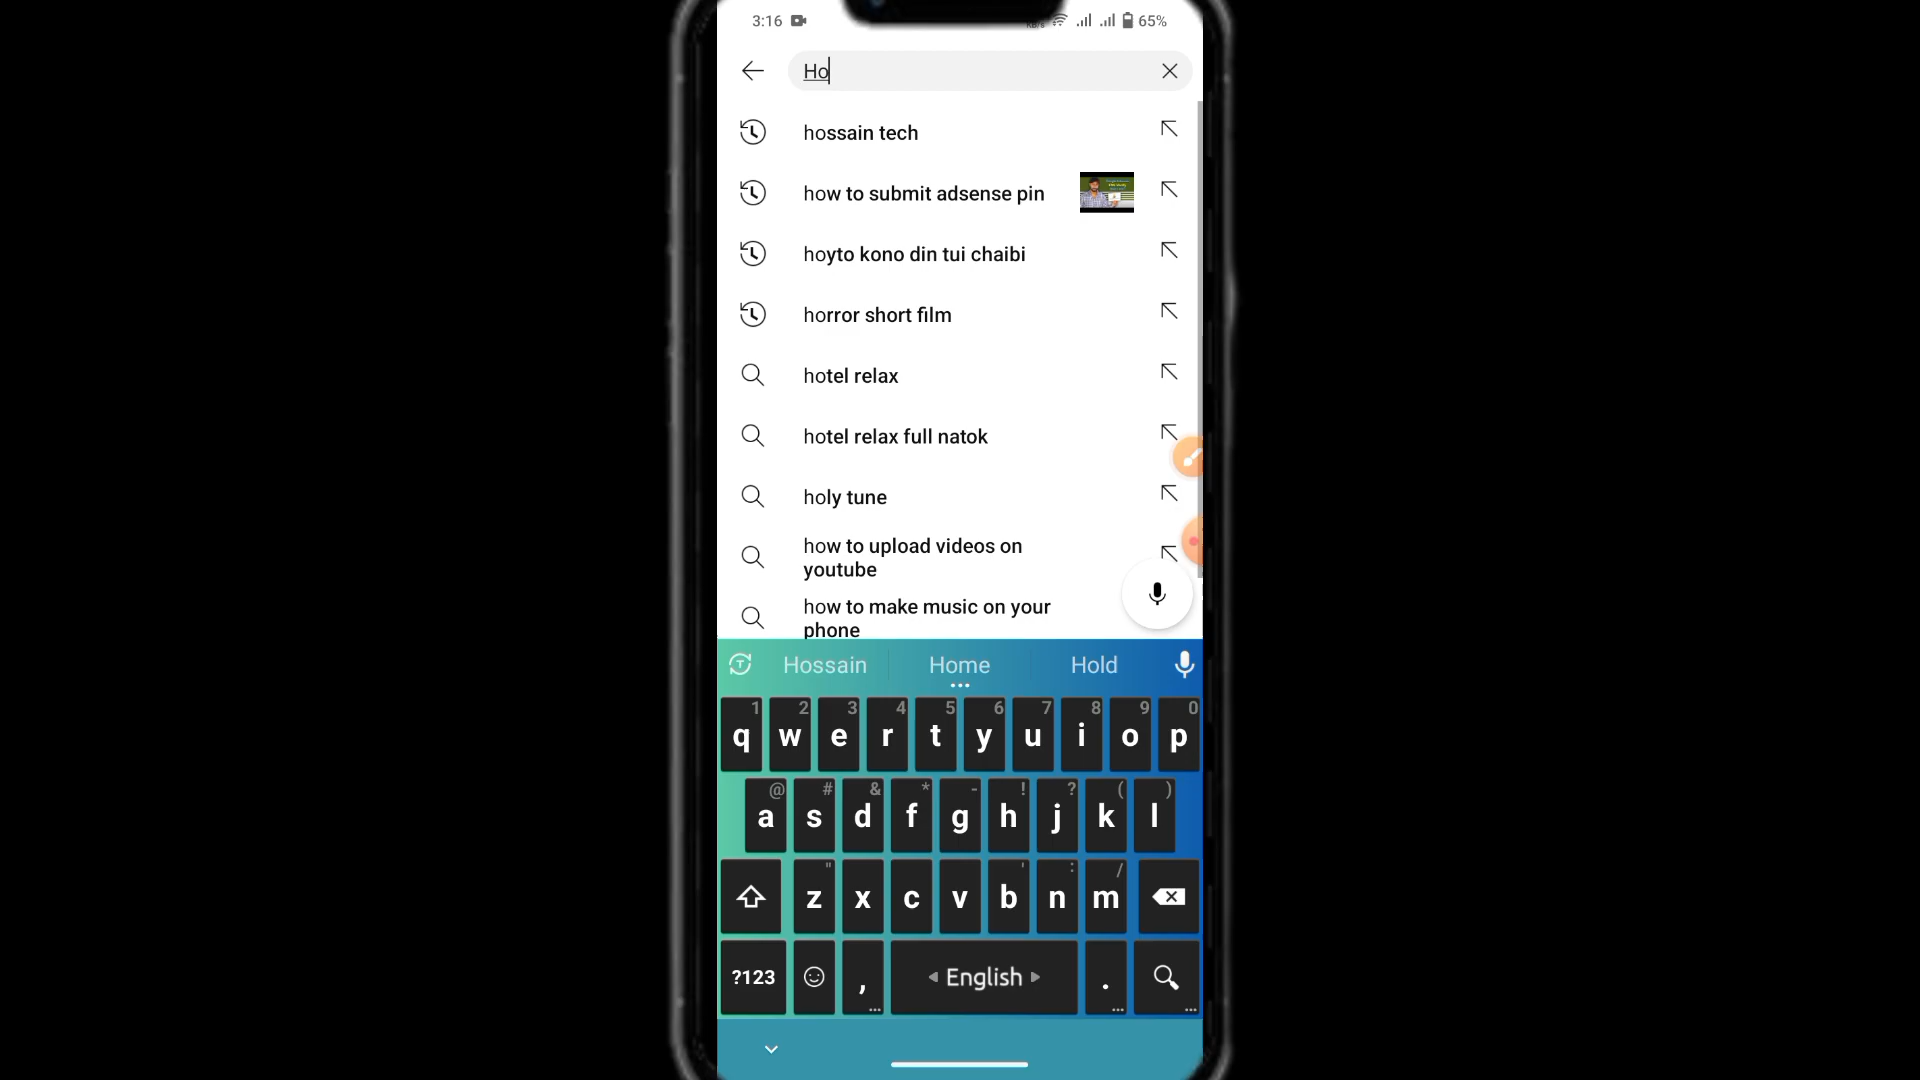 3:16
KB/s
65%
Ho
hossain tech
how to submit adsense pin
hoyto kono din tui chaibi
horror short film
hotel relax
hotel relax full natok
holy tune
how to upload videos on
youtube
how to make music on your
phone
Hossain Home Hold
1 2 3 4 5 6 7 8 9 0
q w e r t y u i o p
@ # & * - ! ? ( )
a s d f g h j k l
" ' : /
z x c v b n m
?123 , English .